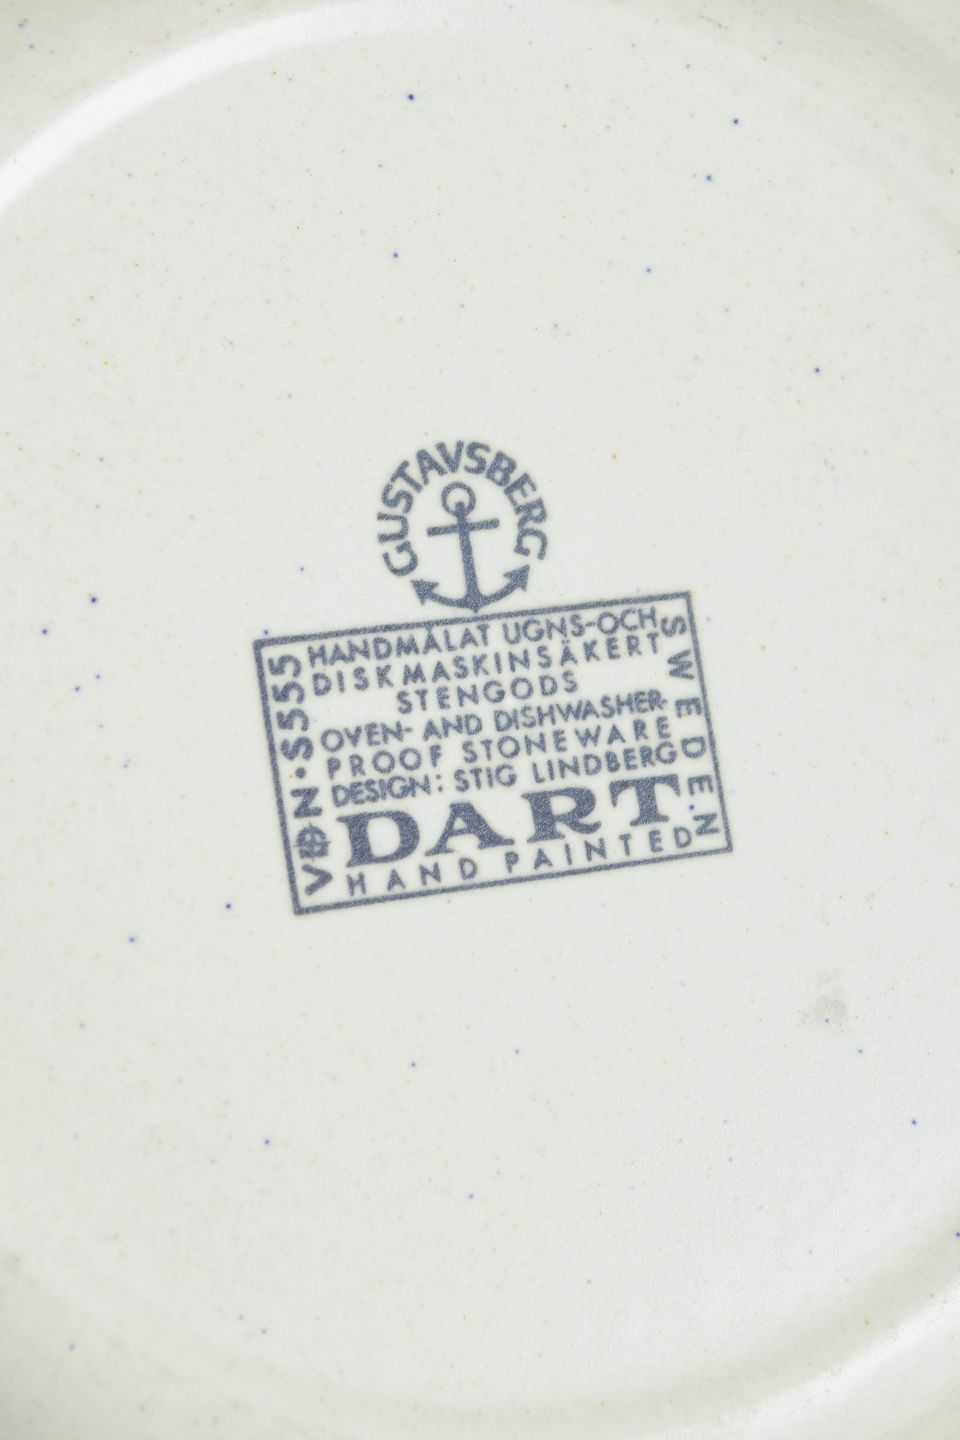 GUSTAVSBERG
HANDMÅLAT UGNS-OCH
DISKMASKINSÄKERT
STENGODS
OVEN- AND DISHWASHER-
PROOF STONEWARE
DESIGN: STIG LINDBERG
DART
HAND PAINTED
VDN·S555
SWEDEN